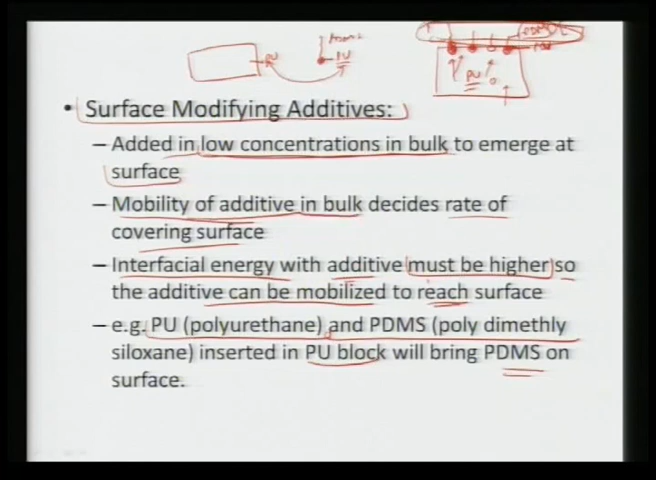 PU
PU
PDMS
PU
• Surface Modifying Additives:
– Added in low concentrations in bulk to emerge at
surface
– Mobility of additive in bulk decides rate of
covering surface
– Interfacial energy with additive must be higher so
the additive can be mobilized to reach surface
– e.g. PU (polyurethane) and PDMS (poly dimethly
siloxane) inserted in PU block will bring PDMS on
surface.